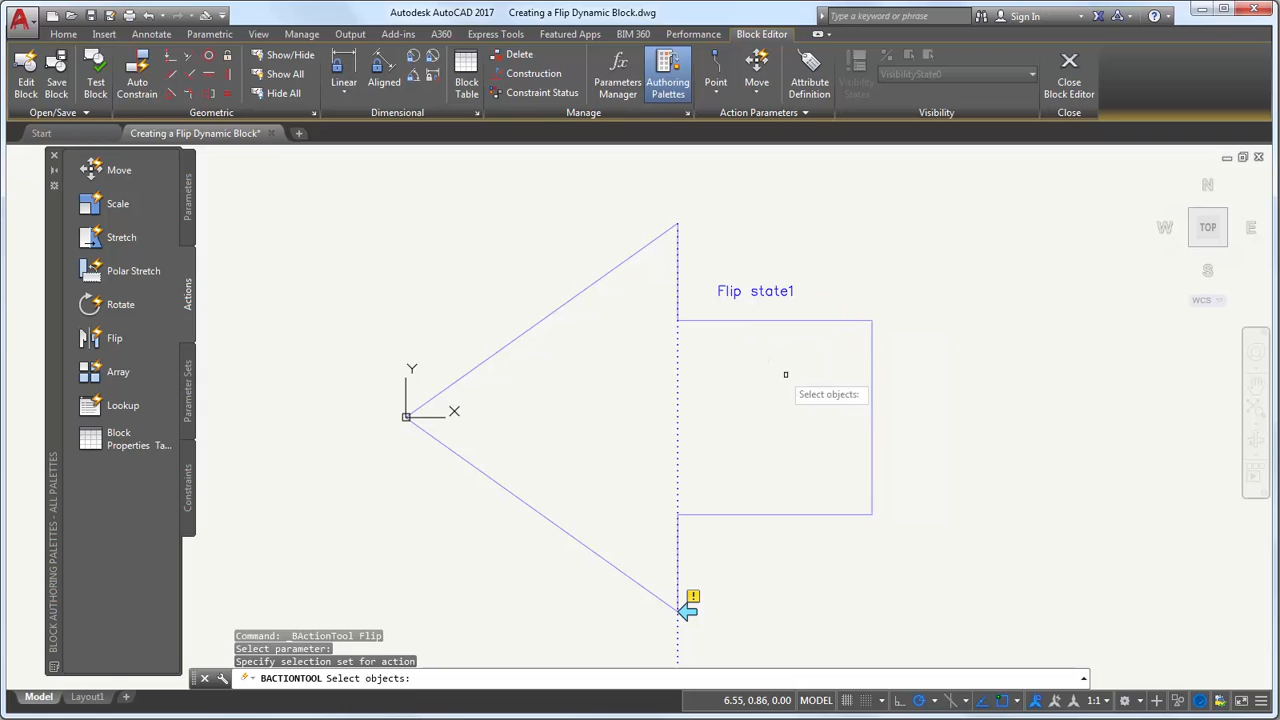 Autodesk AutoCAD 2017 Creating a Flip Dynamic Block.dwg
Type a keyword or phrase
Sign In
Home Insert Annotate Parametric View Manage Output Add-ins A360 Express Tools Featured Apps BIM 360 Performance Block Editor
Edit
Block
Save
Block
Test
Block
Auto
Constrain
Show/Hide
Show All
Hide All
Linear
Aligned
Block
Table
Delete
Construction
Constraint Status
Parameters
Manager
Authoring
Palettes
Point
Move
Attribute
Definition
Visibility
States
VisibilityState0
Close
Block Editor
Open/Save
Geometric
Dimensional
Manage
Action Parameters
Visibility
Close
Start
Creating a Flip Dynamic Block*
Move
Scale
Stretch
Polar Stretch
Rotate
Flip
Array
Lookup
Block
Properties Ta...
Parameters
Actions
Parameter Sets
Constraints
BLOCK AUTHORING PALETTES - ALL PALETTES
Flip state1
Y
X
Select objects:
N
W
TOP
E
S
WCS
Command: _BActionTool Flip
Select parameter:
Specify selection set for action
BACTIONTOOL Select objects:
Model
Layout1
6.55, 0.86, 0.00
MODEL
1:1